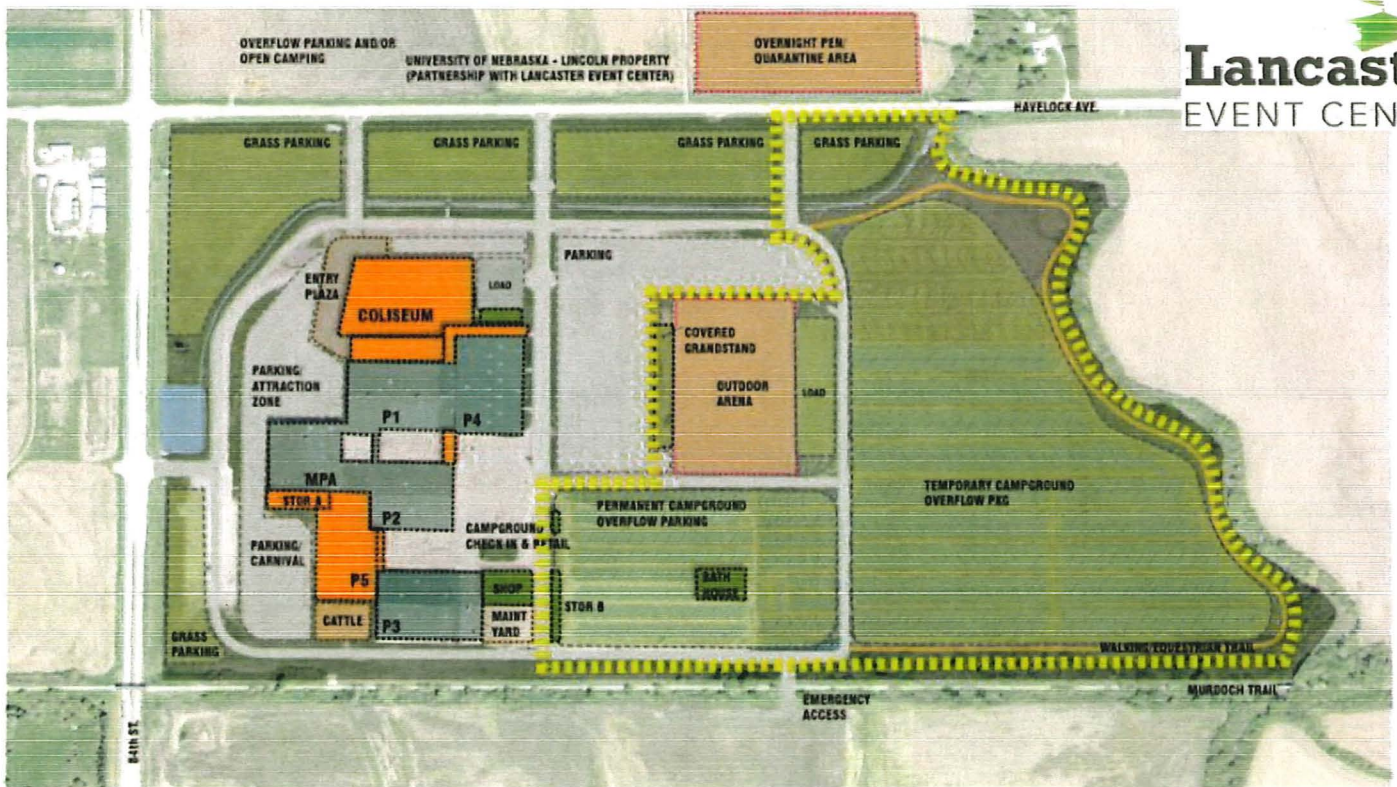 OVERFLOW PARKING AND/OR
OPEN CAMPING
UNIVERSITY OF NEBRASKA - LINCOLN PROPERTY
(PARTNERSHIP WITH LANCASTER EVENT CENTER)
OVERNIGHT PEN/
QUARANTINE AREA
Lancast
EVENT CEN
HAVELOCK AVE.
GRASS PARKING
GRASS PARKING
GRASS PARKING
GRASS PARKING
ENTRY
PLAZA
LOAD
PARKING
COLISEUM
COVERED
GRANDSTAND
PARKING/
ATTRACTION
ZONE
OUTDOOR
ARENA
LOAD
P1
P4
MPA
STOR A
P2
TEMPORARY CAMPGROUND
OVERFLOW PKG
PERMANENT CAMPGROUND
OVERFLOW PARKING
CAMPGROUND
CHECK-IN & RETAIL
PARKING/
CARNIVAL
P5
SHOP
BATH
HOUSE
STOR B
CATTLE
P3
MAINT
YARD
GRASS
PARKING
WALKING/EQUESTRIAN TRAIL
MURDOCH TRAIL
EMERGENCY
ACCESS
84th ST.